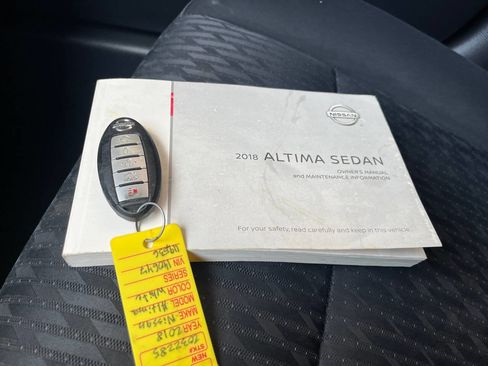 NISSAN
2018 ALTIMA SEDAN
OWNER'S MANUAL
and MAINTENANCE INFORMATION
For your safety, read carefully and keep in this vehicle.
NEW
STK#
YEAR 2018
MAKE Nissan
MODEL Altima
COLOR White
SERIES
VIN